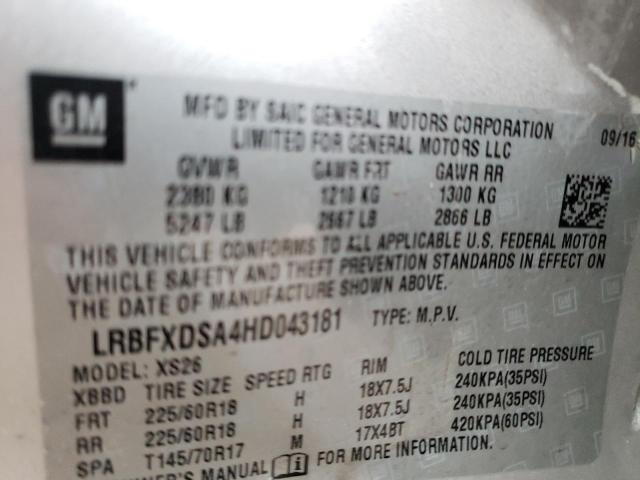 GM
MFD BY SAIC GENERAL MOTORS CORPORATION
LIMITED FOR GENERAL MOTORS LLC
09/16
GVWR GAWR FRT GAWR RR
2380 KG 1210 KG 1300 KG
5247 LB 2667 LB 2866 LB
THIS VEHICLE CONFORMS TO ALL APPLICABLE U.S. FEDERAL MOTOR
VEHICLE SAFETY AND THEFT PREVENTION STANDARDS IN EFFECT ON
THE DATE OF MANUFACTURE SHOWN ABOVE.
LRBFXDSA4HD043181 TYPE: M.P.V.
MODEL: XS26
XBBD TIRE SIZE SPEED RTG RIM COLD TIRE PRESSURE
FRT 225/60R18 H 18X7.5J 240KPA(35PSI)
RR 225/60R18 H 18X7.5J 240KPA(35PSI)
SPA T145/70R17 M 17X4BT 420KPA(60PSI)
OWNER'S MANUAL FOR MORE INFORMATION